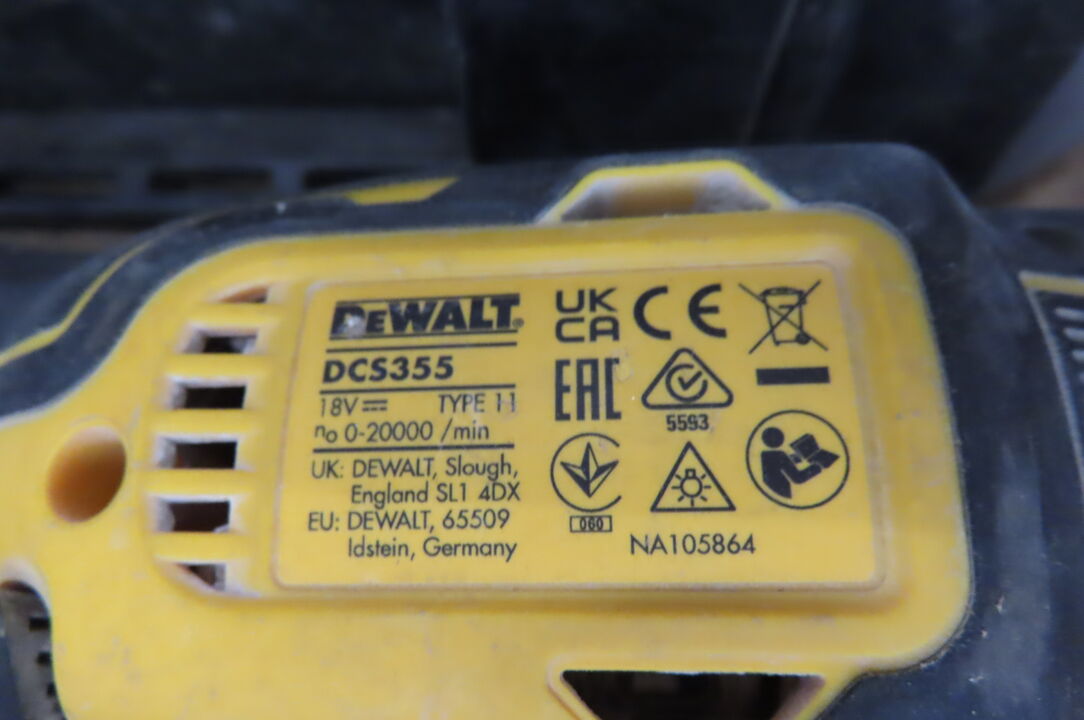 DEWALT®
DCS355
18V TYPE 11
n₀ 0-20000 /min
UK: DEWALT, Slough,
England SL1 4DX
EU: DEWALT, 65509
Idstein, Germany
UK
CA CE
EAC
5593
060
NA105864